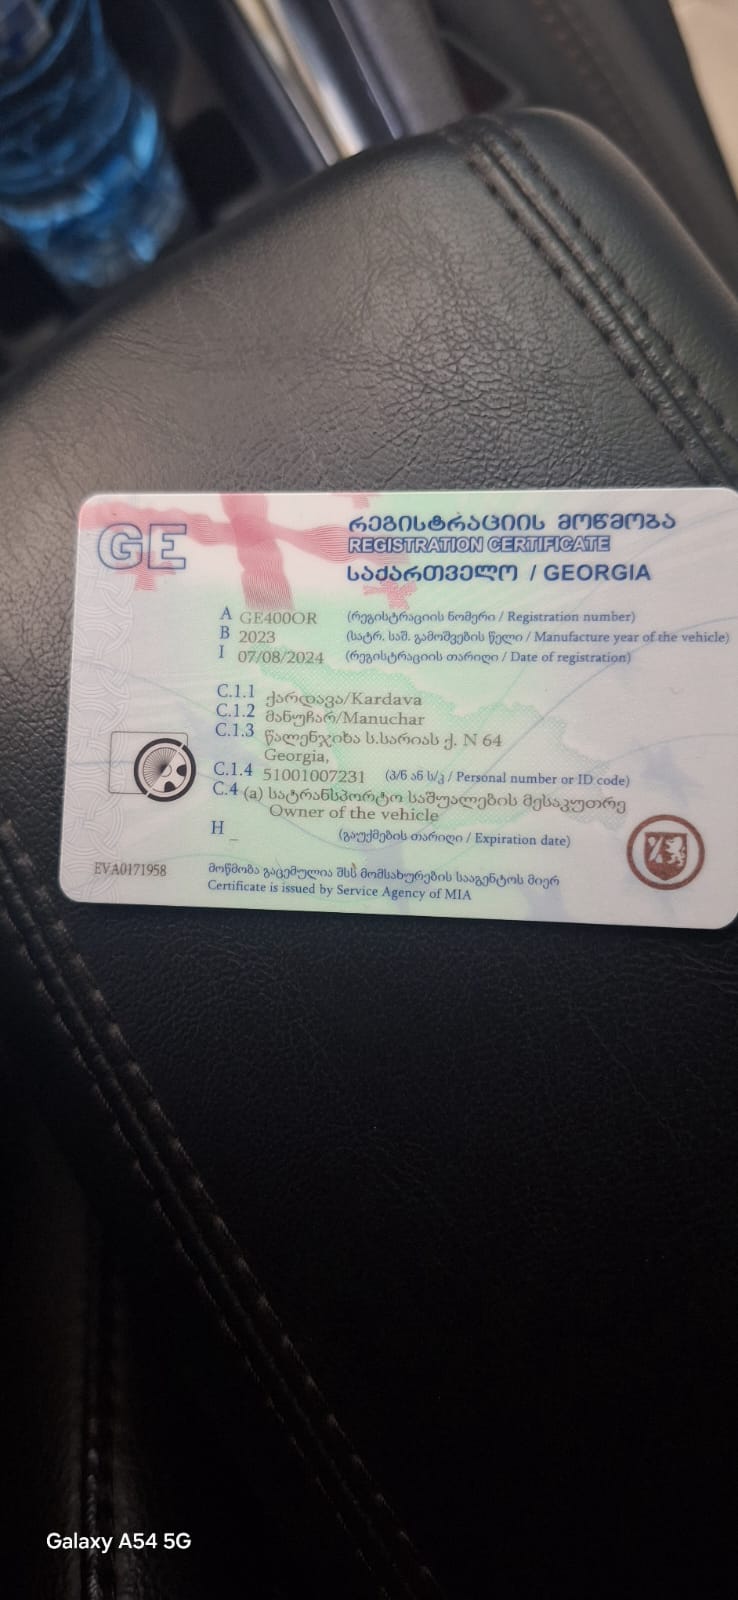 GE
რეგისტრაციის მოწმობა
REGISTRATION CERTIFICATE
საქართველო / GEORGIA
A GE400OR (რეგისტრაციის ნომერი / Registration number)
B 2023 (სატრ. საშ. გამოშვების წელი / Manufacture year of the vehicle)
I 07/08/2024 (რეგისტრაციის თარიღი / Date of registration)
C.1.1 ქარდავა/Kardava
C.1.2 მანუჩარ/Manuchar
C.1.3 წალენჯიხა ს.სარიას ქ. N 64
Georgia,
C.1.4 51001007231 (პ/ნ ან ს/კ / Personal number or ID code)
C.4 (a) სატრანსპორტო საშუალების მესაკუთრე
Owner of the vehicle
H _ (გაუქმების თარიღი / Expiration date)
EVA0171958
მოწმობა გაცემულია შსს მომსახურების სააგენტოს მიერ
Certificate is issued by Service Agency of MIA
Galaxy A54 5G